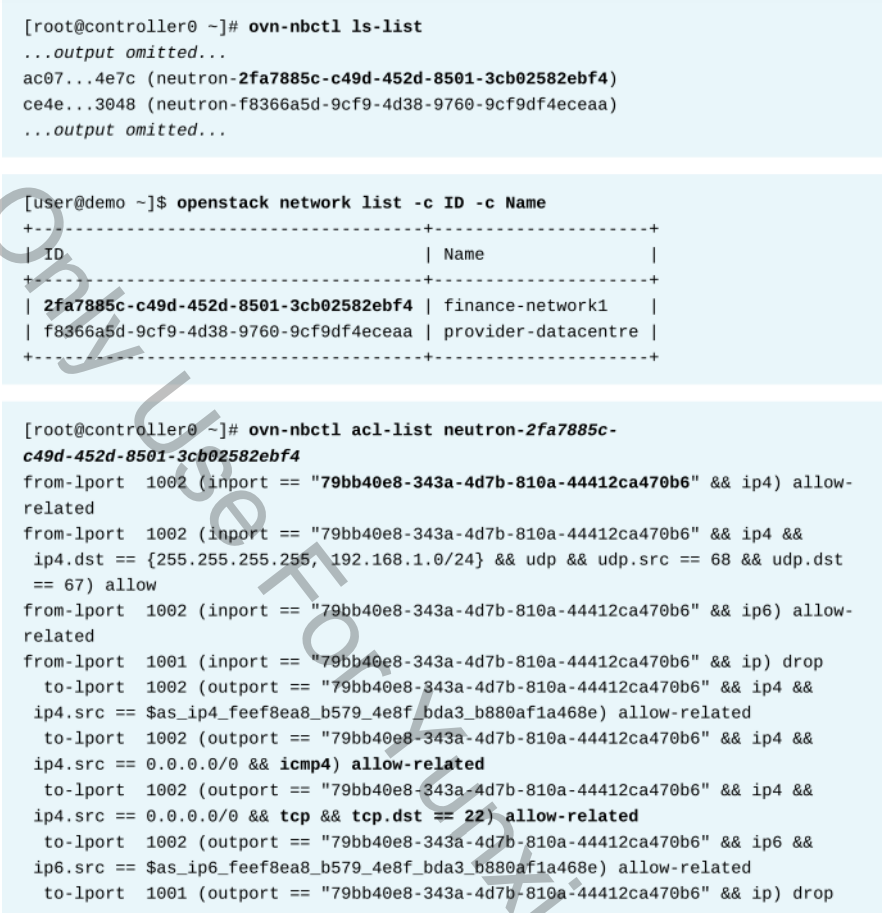 [root@controller0 ~]# ovn-nbctl ls-list
...output omitted...
ac07...4e7c (neutron-2fa7885c-c49d-452d-8501-3cb02582ebf4)
ce4e...3048 (neutron-f8366a5d-9cf9-4d38-9760-9cf9df4eceaa)
...output omitted...
[user@demo ~]$ openstack network list -c ID -c Name
+--------------------------------------+---------------------+
| ID                                   | Name                |
+--------------------------------------+---------------------+
| 2fa7885c-c49d-452d-8501-3cb02582ebf4 | finance-network1    |
| f8366a5d-9cf9-4d38-9760-9cf9df4eceaa | provider-datacentre |
+--------------------------------------+---------------------+
[root@controller0 ~]# ovn-nbctl acl-list neutron-2fa7885c-
c49d-452d-8501-3cb02582ebf4
from-lport  1002 (inport == "79bb40e8-343a-4d7b-810a-44412ca470b6" && ip4) allow-
related
from-lport  1002 (inport == "79bb40e8-343a-4d7b-810a-44412ca470b6" && ip4 &&
 ip4.dst == {255.255.255.255, 192.168.1.0/24} && udp && udp.src == 68 && udp.dst
 == 67) allow
from-lport  1002 (inport == "79bb40e8-343a-4d7b-810a-44412ca470b6" && ip6) allow-
related
from-lport  1001 (inport == "79bb40e8-343a-4d7b-810a-44412ca470b6" && ip) drop
  to-lport  1002 (outport == "79bb40e8-343a-4d7b-810a-44412ca470b6" && ip4 &&
 ip4.src == $as_ip4_feef8ea8_b579_4e8f_bda3_b880af1a468e) allow-related
  to-lport  1002 (outport == "79bb40e8-343a-4d7b-810a-44412ca470b6" && ip4 &&
 ip4.src == 0.0.0.0/0 && icmp4) allow-related
  to-lport  1002 (outport == "79bb40e8-343a-4d7b-810a-44412ca470b6" && ip4 &&
 ip4.src == 0.0.0.0/0 && tcp && tcp.dst == 22) allow-related
  to-lport  1002 (outport == "79bb40e8-343a-4d7b-810a-44412ca470b6" && ip6 &&
 ip6.src == $as_ip6_feef8ea8_b579_4e8f_bda3_b880af1a468e) allow-related
  to-lport  1001 (outport == "79bb40e8-343a-4d7b-810a-44412ca470b6" && ip) drop
Only Use For Yunxi